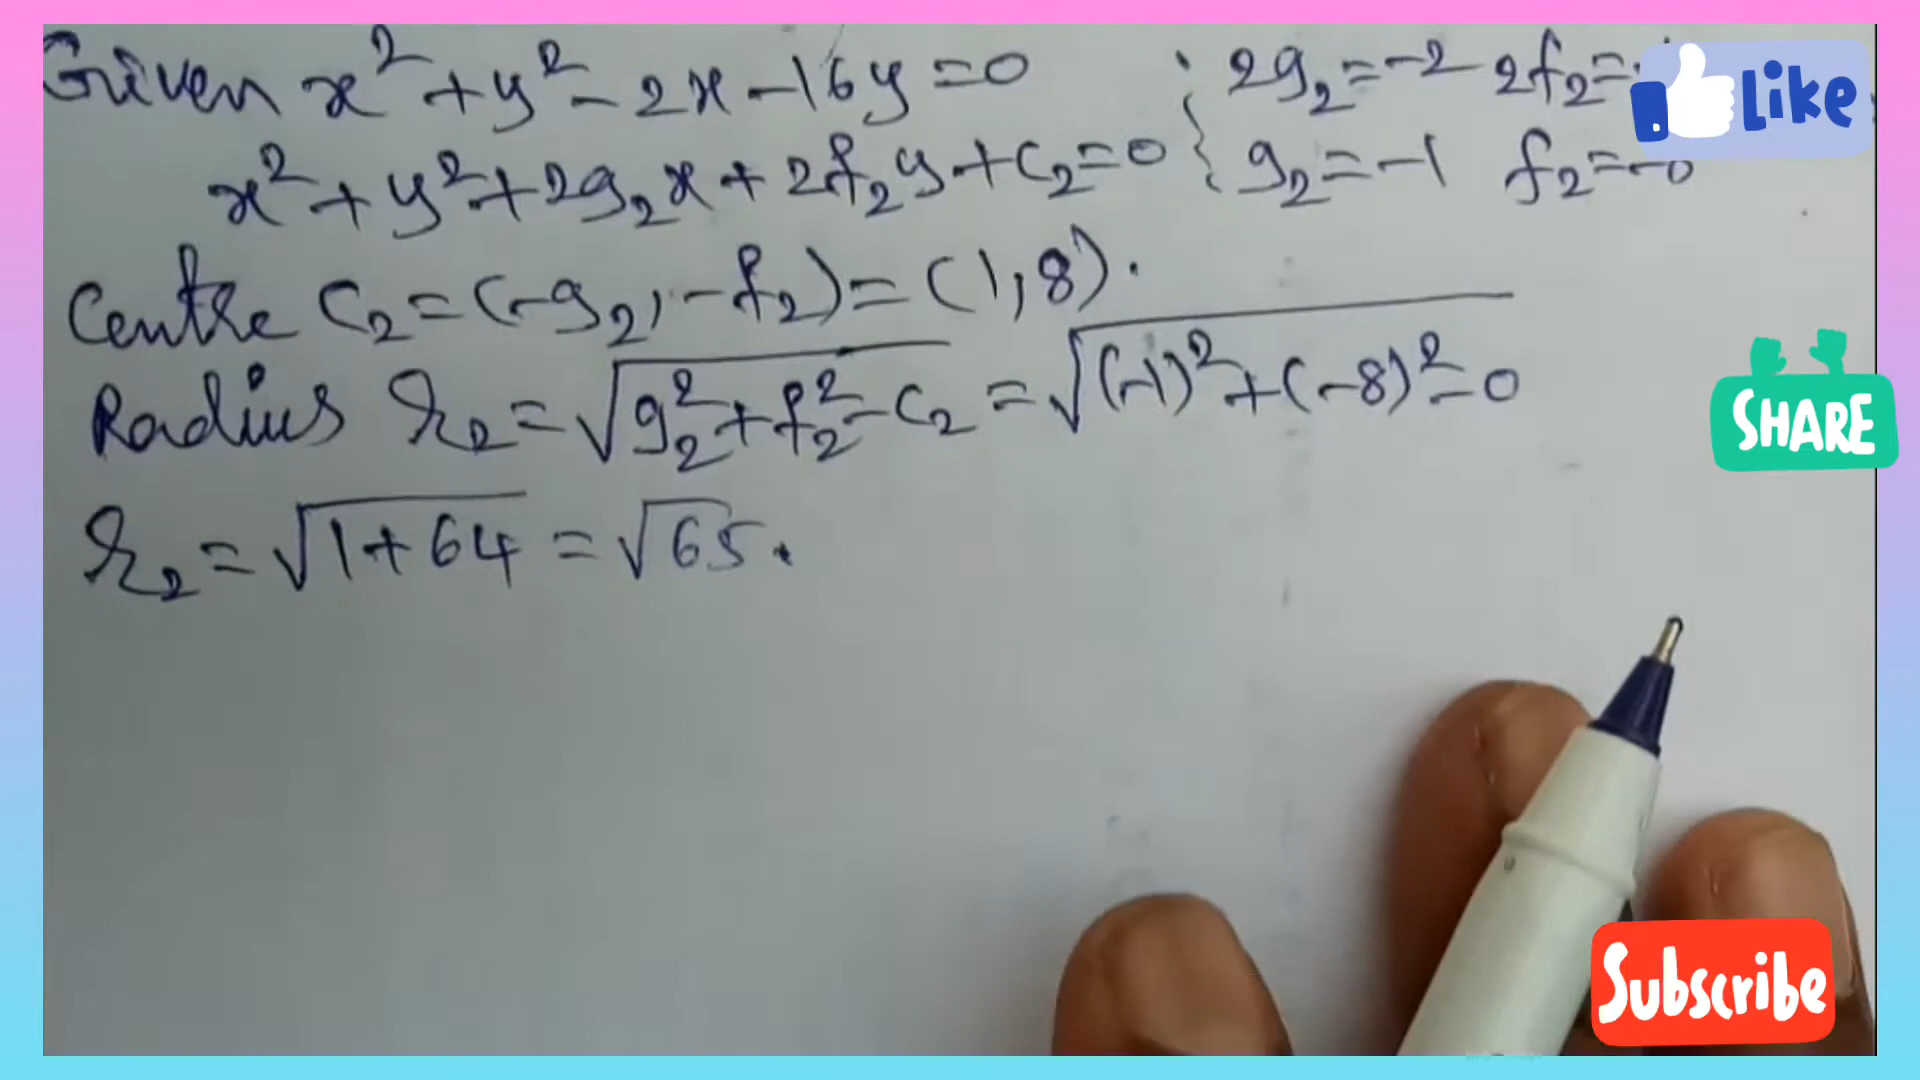 Given x² + y² - 2x - 16y = 0
2g₂ = -2 2f₂ =
x² + y² + 2g₂x + 2f₂y + c₂ = 0
g₂ = -1 f₂ = -
Centre C₂ = (-g₂, -f₂) = (1, 8).
Radius r₂ = √(g₂² + f₂² - c₂) = √((-1)² + (-8)² - 0
r₂ = √(1+64) = √65.
Like
SHARE
Subscribe